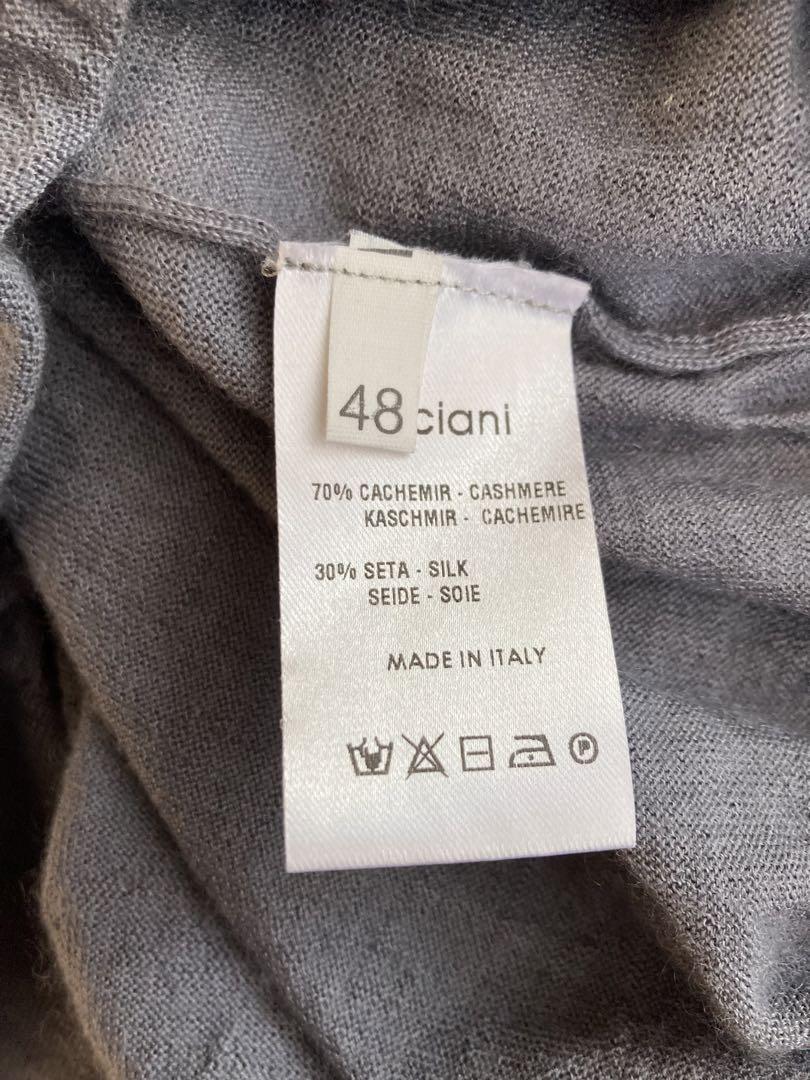 48
ciani
70% CACHEMIR - CASHMERE
KASCHMIR - CACHEMIRE
30% SETA - SILK
SEIDE - SOIE
MADE IN ITALY
P